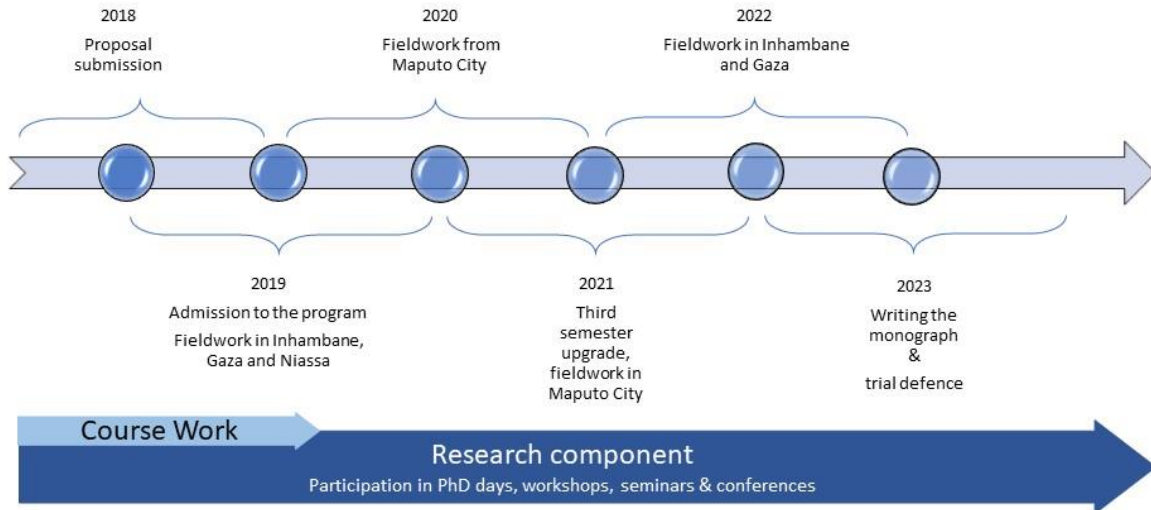 2018
Proposal
submission
2020
Fieldwork from
Maputo City
2022
Fieldwork in Inhambane
and Gaza
2019
Admission to the program
Fieldwork in Inhambane,
Gaza and Niassa
2021
Third
semester
upgrade,
fieldwork in
Maputo City
2023
Writing the
monograph
&
trial defence
Course Work
Research component
Participation in PhD days, workshops, seminars & conferences